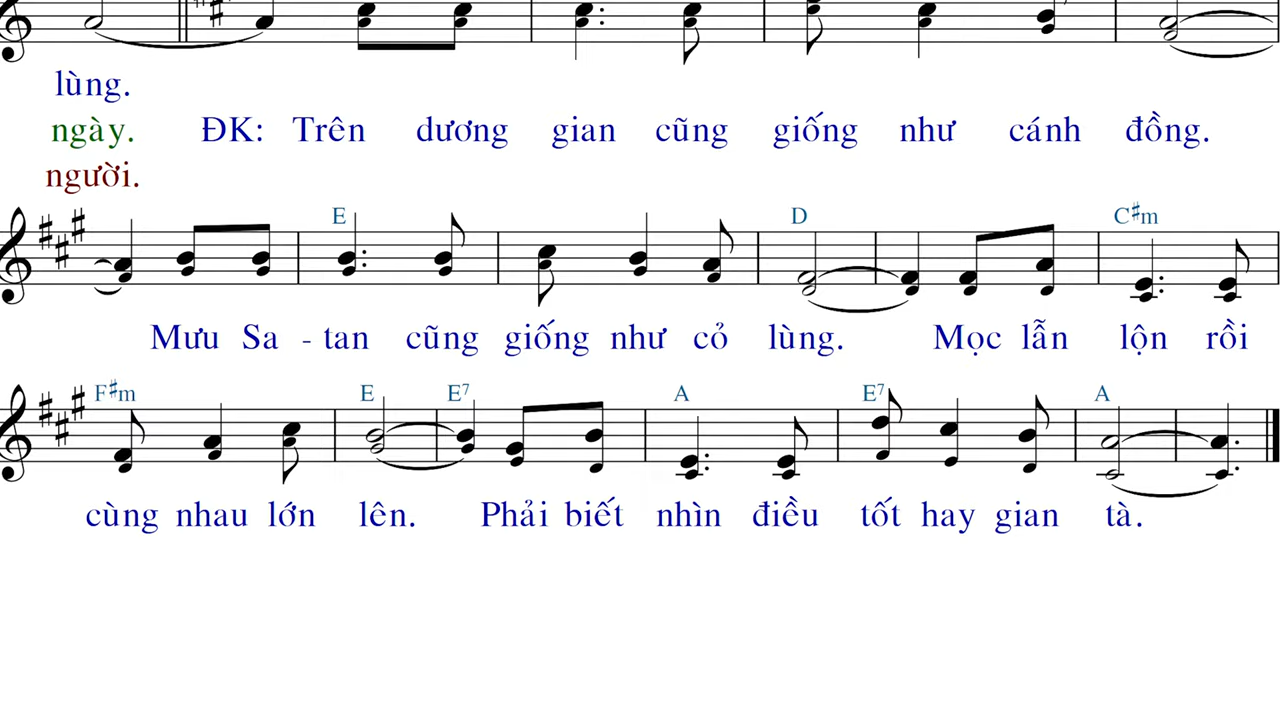 lùng.
ngày. ĐK: Trên dương gian cũng giống như cánh đồng.
người.
E D C#m
Mưu Sa - tan cũng giống như cỏ lùng. Mọc lẫn lộn rồi
F#m E E7 A E7 A
cùng nhau lớn lên. Phải biết nhìn điều tốt hay gian tà.